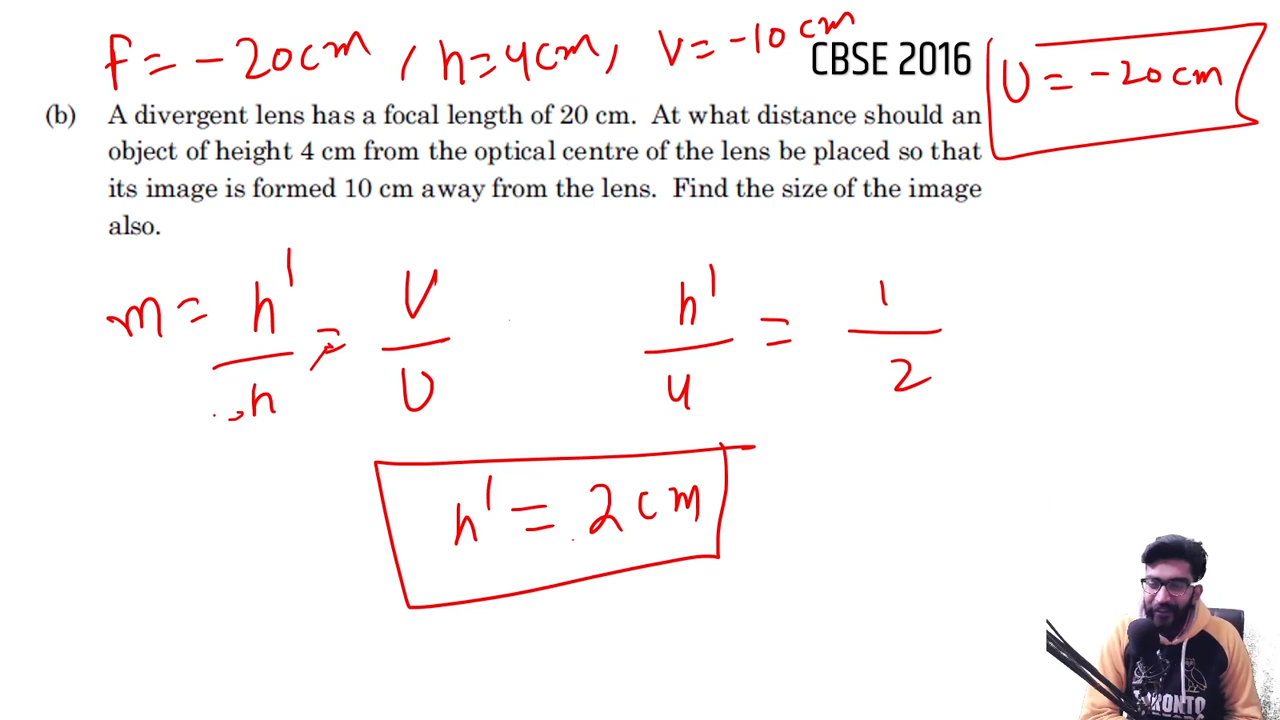 f = -20cm, h=4cm, v= -10 cm
CBSE 2016
U = -20 cm
(b) A divergent lens has a focal length of 20 cm. At what distance should an
object of height 4 cm from the optical centre of the lens be placed so that
its image is formed 10 cm away from the lens. Find the size of the image
also.
m = h'/h = V/U
h'/4 = 1/2
h' = 2 cm
TORONTO